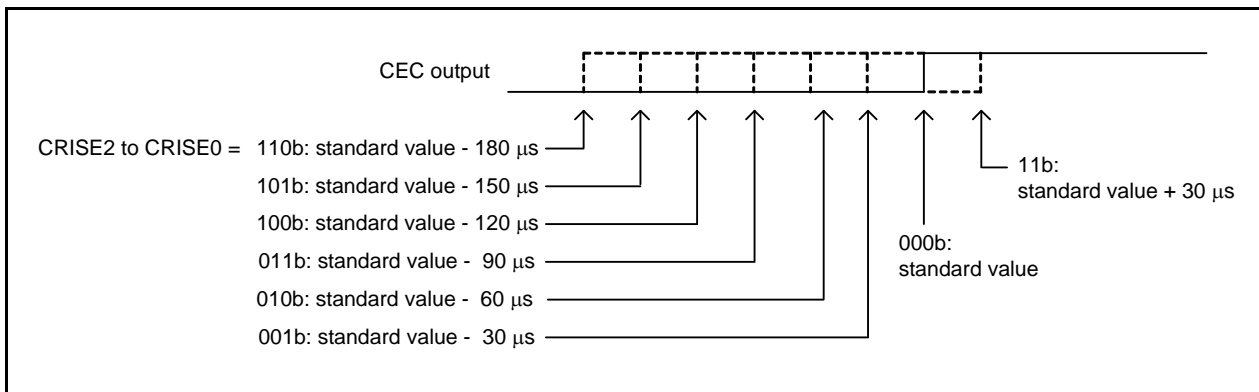 CEC output
CRISE2 to CRISE0 = 110b: standard value - 180 μs
101b: standard value - 150 μs
100b: standard value - 120 μs
011b: standard value - 90 μs
010b: standard value - 60 μs
001b: standard value - 30 μs
11b:
standard value + 30 μs
000b:
standard value